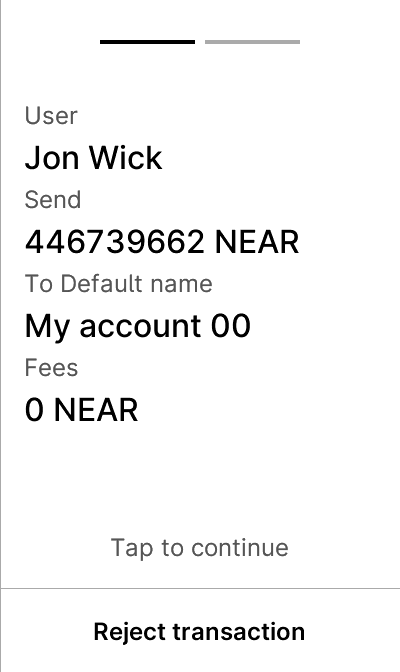 User
Jon Wick
Send
446739662 NEAR
To Default name
My account 00
Fees
0 NEAR
Tap to continue
Reject transaction